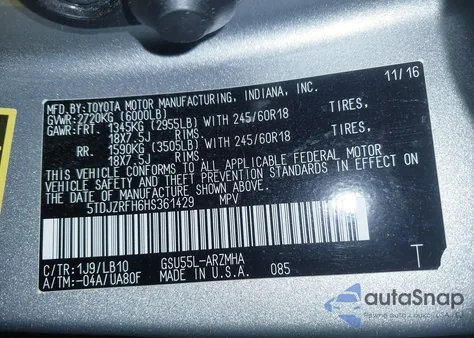 MFD.BY:TOYOTA MOTOR MANUFACTURING, INDIANA, INC. 11/16
GVWR:2720KG (6000LB)
GAWR:FRT. 1345KG (2955LB) WITH 245/60R18 TIRES,
18X7.5J RIMS.
RR. 1590KG (3505LB) WITH 245/60R18 TIRES,
18X7.5J RIMS.
THIS VEHICLE CONFORMS TO ALL APPLICABLE FEDERAL MOTOR
VEHICLE SAFETY AND THEFT PREVENTION STANDARDS IN EFFECT ON
THE DATE OF MANUFACTURE SHOWN ABOVE.
5TDJZRFH6HS361429 MPV
C/TR:1J9/LB10 GSU55L-ARZMHA T
A/TM:-04A/UA80F MADE IN U.S.A. 085
autoSnap